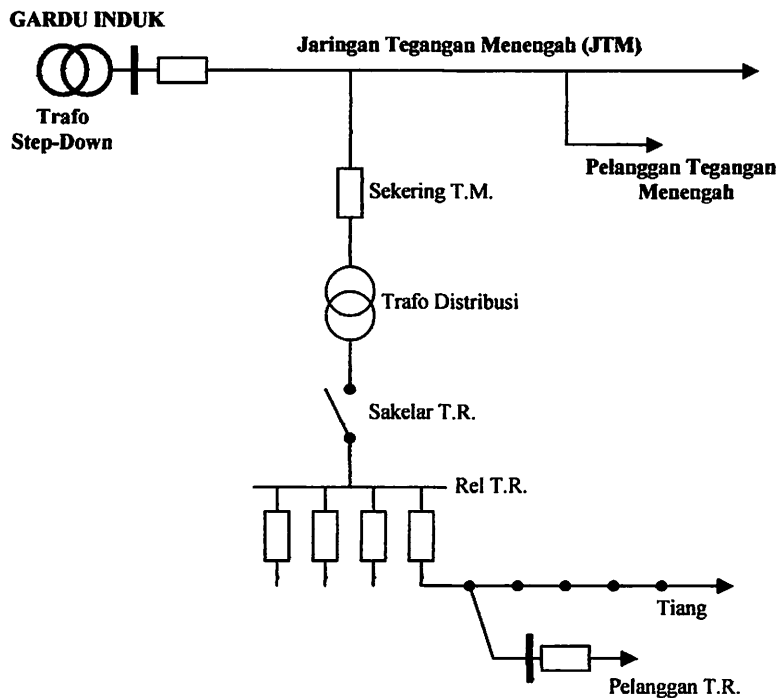 GARDU INDUK
Jaringan Tegangan Menengah (JTM)
Trafo
Step-Down
Pelanggan Tegangan
Menengah
Sekering T.M.
Trafo Distribusi
Sakelar T.R.
Rel T.R.
Tiang
Pelanggan T.R.